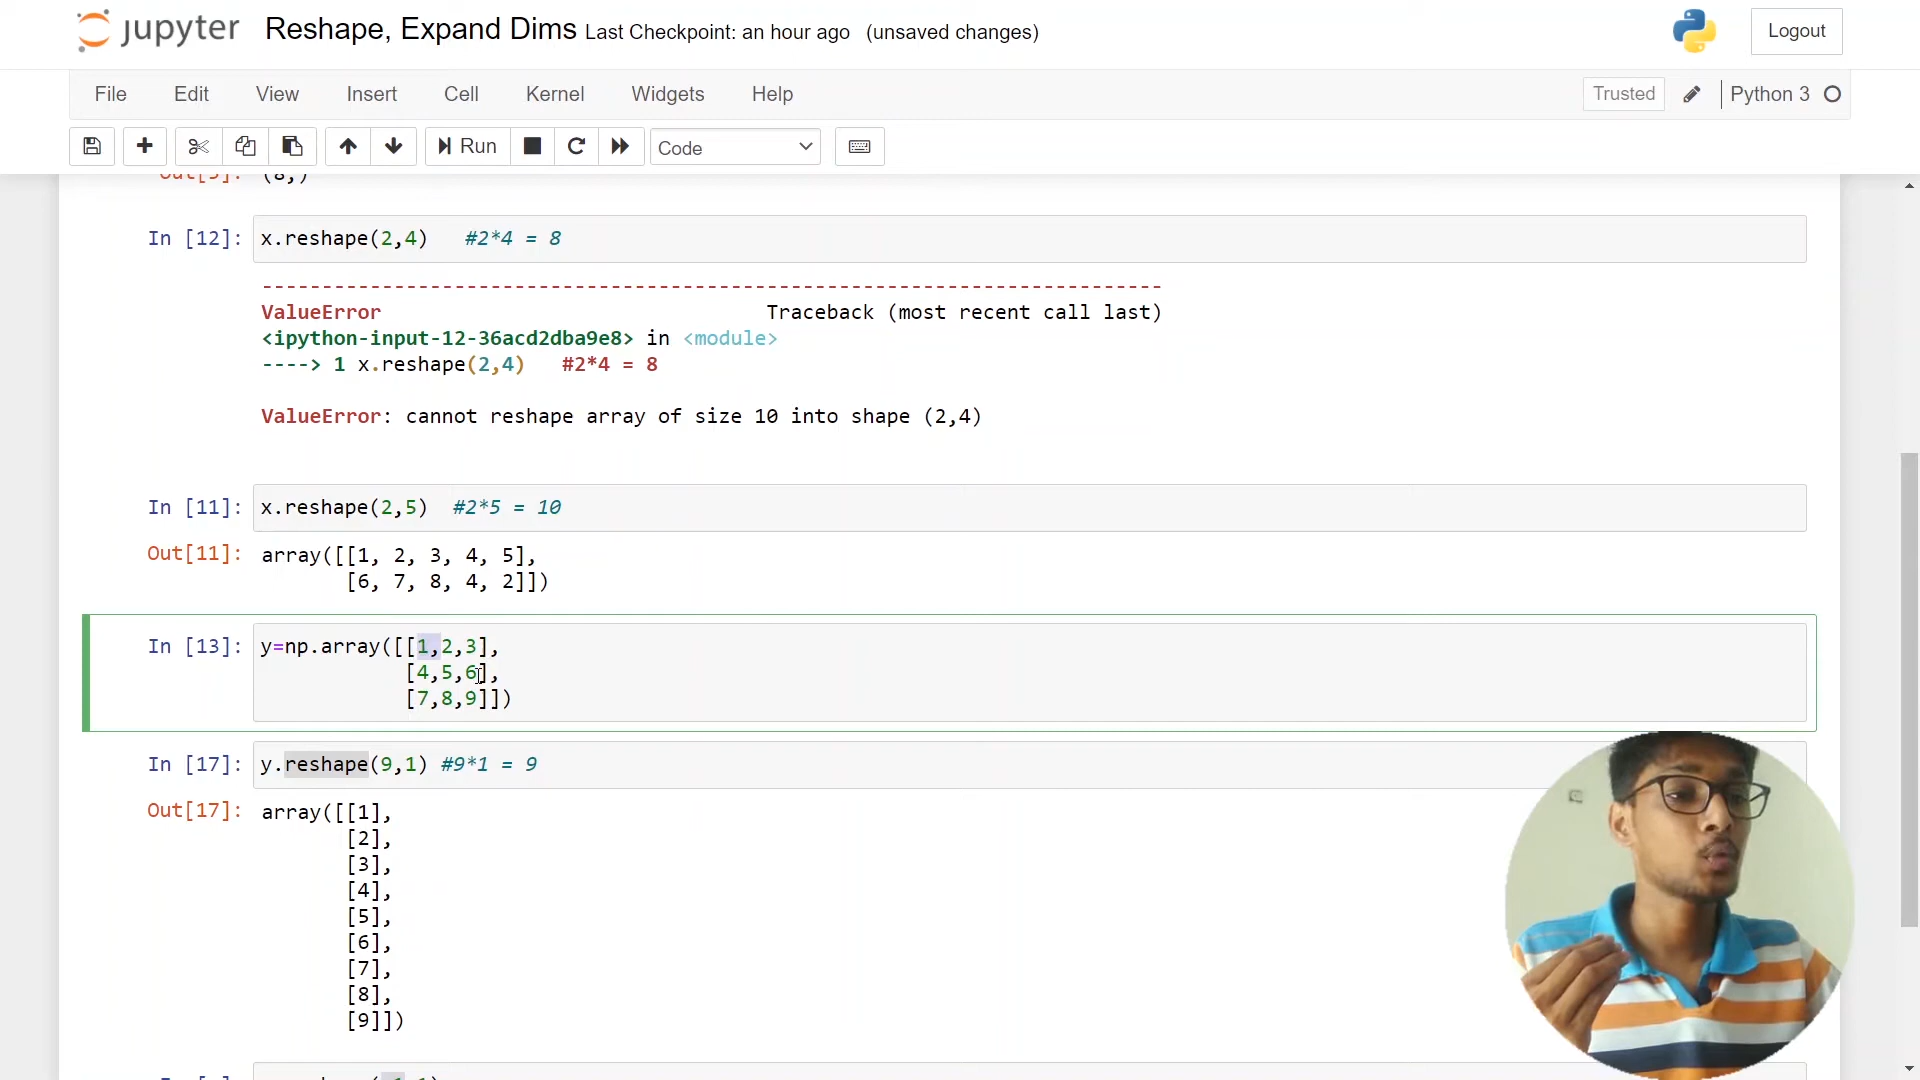 jupyter Reshape, Expand Dims Last Checkpoint: an hour ago (unsaved changes) Logout
File Edit View Insert Cell Kernel Widgets Help Trusted Python 3
Run Code
Out[9]: (8,)
In [12]: x.reshape(2,4) #2*4 = 8
---------------------------------------------------------------------------
ValueError Traceback (most recent call last)
<ipython-input-12-36acd2dba9e8> in <module>
----> 1 x.reshape(2,4) #2*4 = 8
ValueError: cannot reshape array of size 10 into shape (2,4)
In [11]: x.reshape(2,5) #2*5 = 10
Out[11]: array([[1, 2, 3, 4, 5],
[6, 7, 8, 4, 2]])
In [13]: y=np.array([[1,2,3],
[4,5,6],
[7,8,9]])
In [17]: y.reshape(9,1) #9*1 = 9
Out[17]: array([[1],
[2],
[3],
[4],
[5],
[6],
[7],
[8],
[9]])